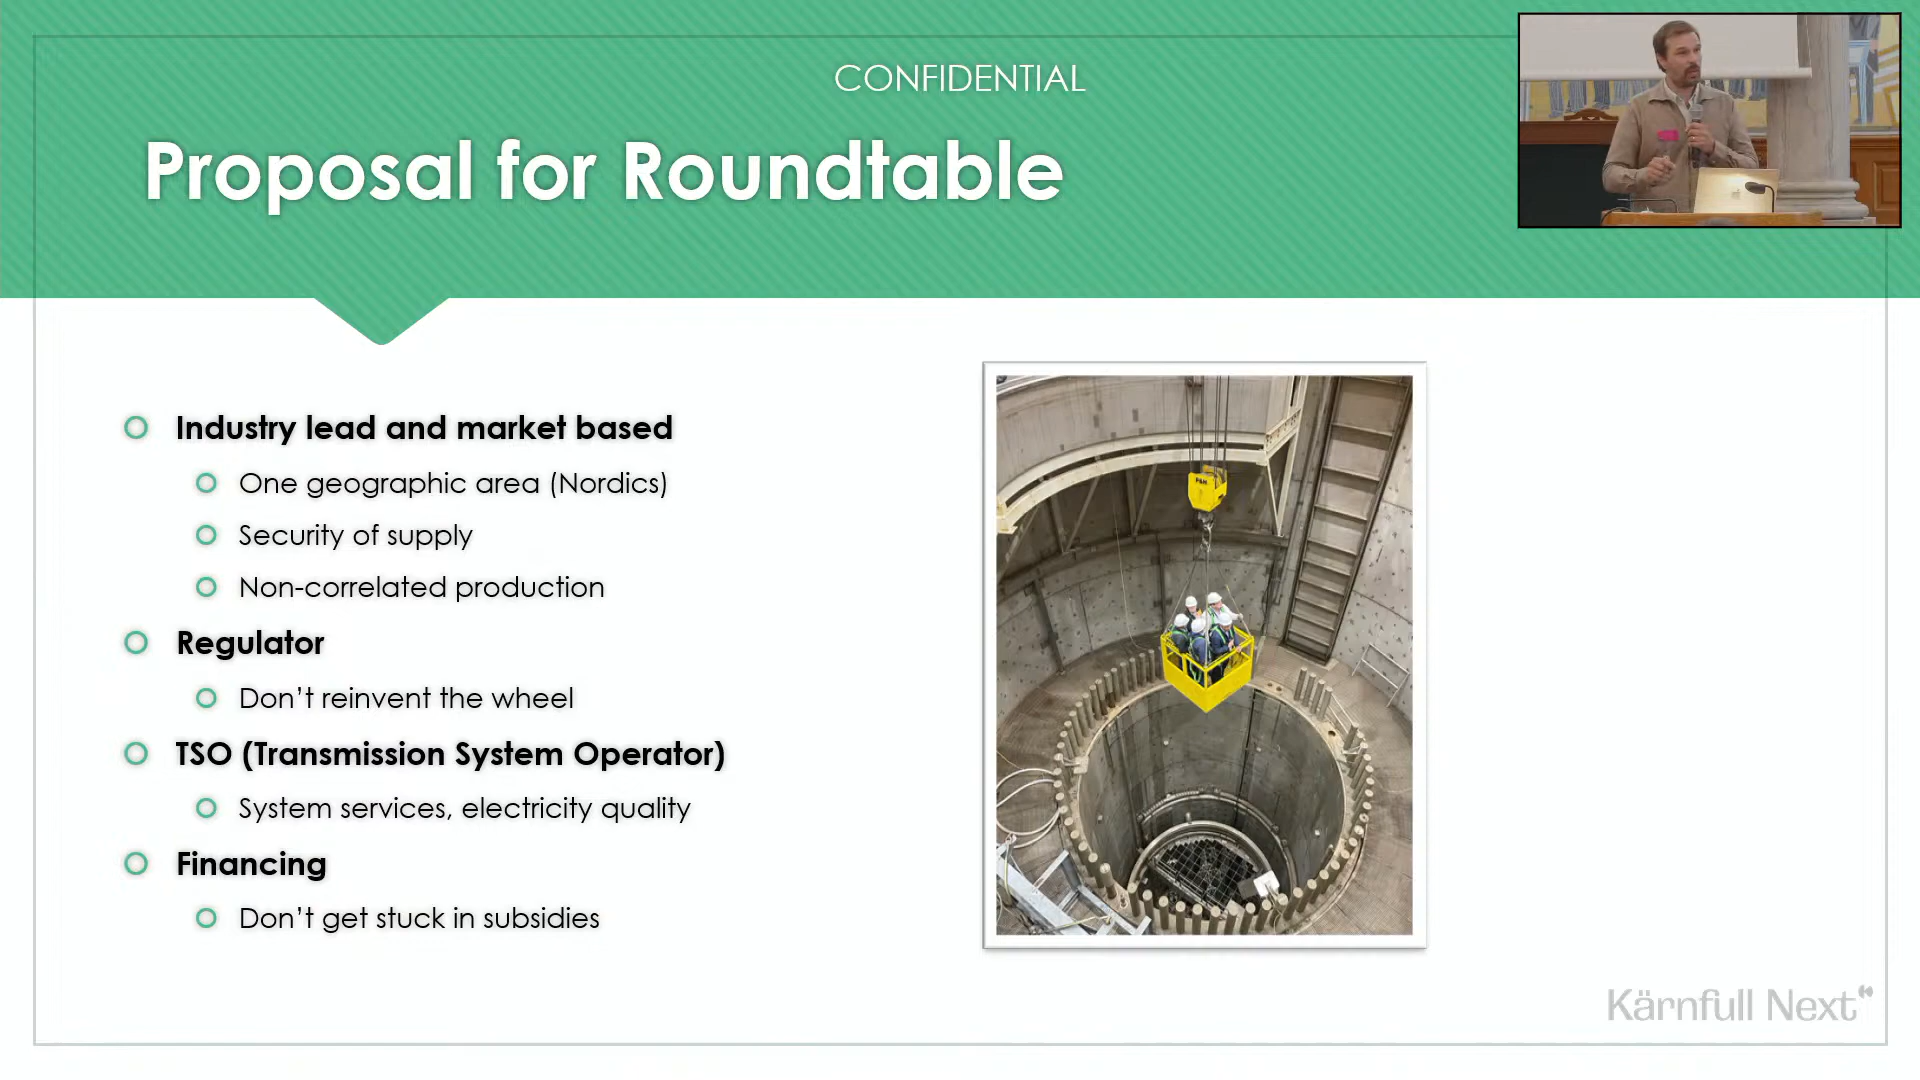 CONFIDENTIAL
Proposal for Roundtable
Industry lead and market based
One geographic area (Nordics)
Security of supply
Non-correlated production
Regulator
Don’t reinvent the wheel
TSO (Transmission System Operator)
System services, electricity quality
Financing
Don’t get stuck in subsidies
Kärnfull Next